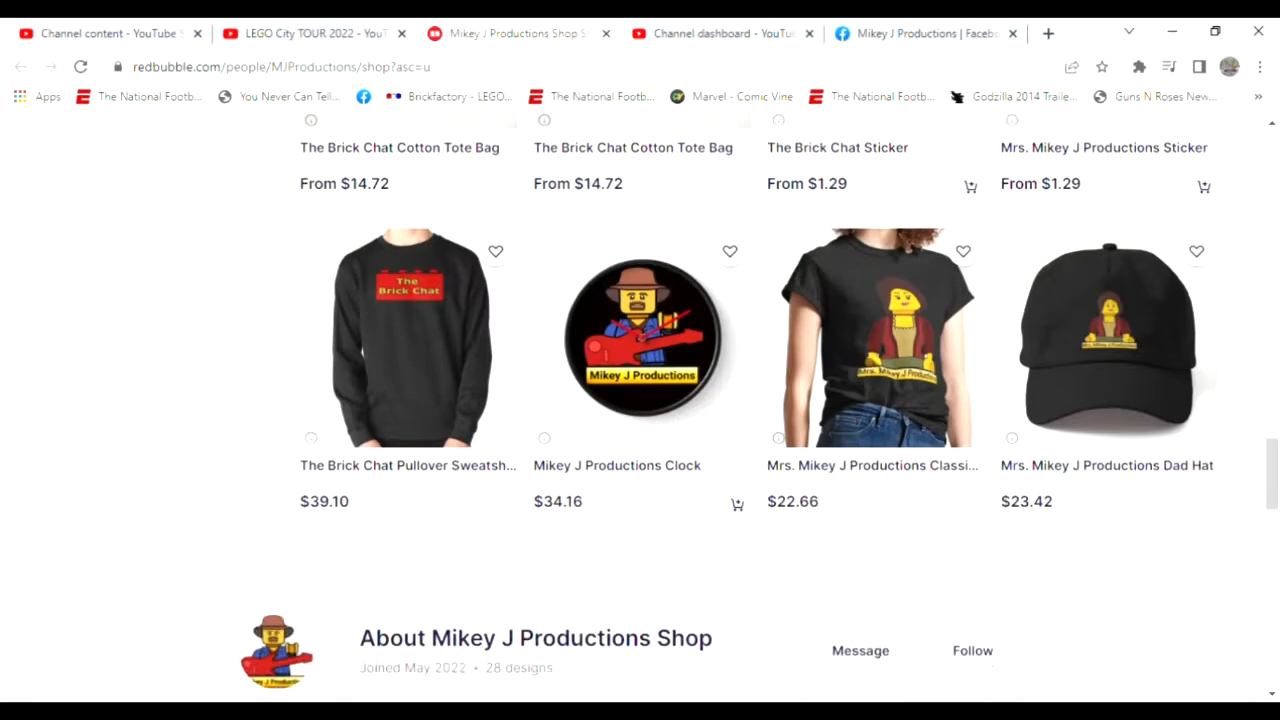 Channel content - YouTube S
LEGO City TOUR 2022 - YouT
Mikey J Productions Shop S
Channel dashboard - YouTu
Mikey J Productions | Facebo
redbubble.com/people/MJProductions/shop?asc=u
Apps
The National Footb...
You Never Can Tell...
Brickfactory - LEGO...
The National Footb...
Marvel - Comic Vine
The National Footb...
Godzilla 2014 Traile...
Guns N Roses New...
»
The Brick Chat Cotton Tote Bag
The Brick Chat Cotton Tote Bag
The Brick Chat Sticker
Mrs. Mikey J Productions Sticker
From $14.72
From $14.72
From $1.29
From $1.29
The
Brick Chat
Mikey J Productions
Mrs. Mikey J Productions
Mrs. Mikey J Productions
The Brick Chat Pullover Sweatsh...
Mikey J Productions Clock
Mrs. Mikey J Productions Classi...
Mrs. Mikey J Productions Dad Hat
$39.10
$34.16
$22.66
$23.42
About Mikey J Productions Shop
Joined May 2022 • 28 designs
Message
Follow